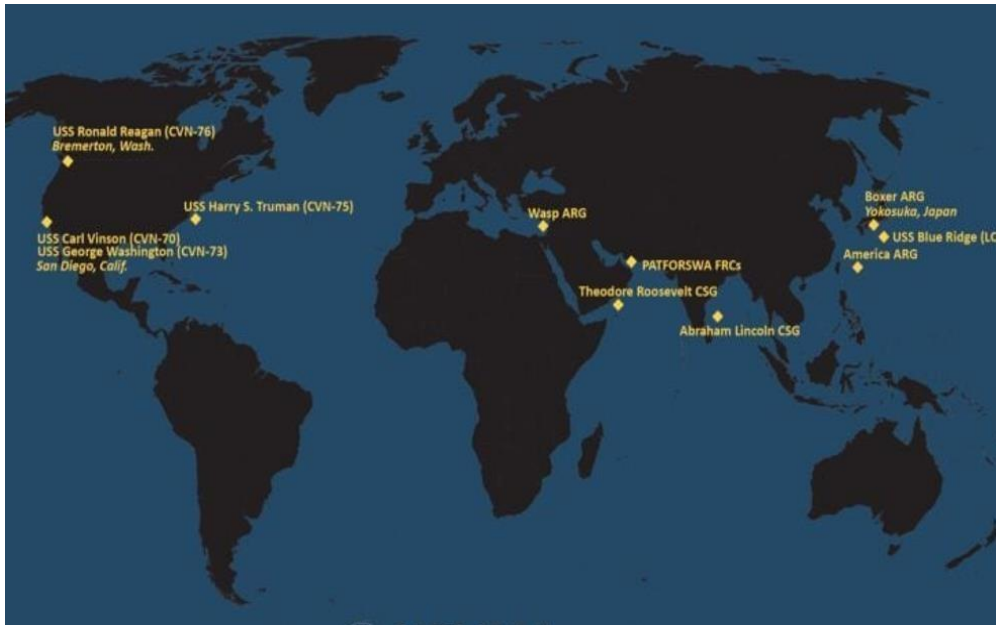 USS Ronald Reagan (CVN-76)
Bremerton, Wash.
USS Harry S. Truman (CVN-75)
USS Carl Vinson (CVN-70)
USS George Washington (CVN-73)
San Diego, Calif.
Wasp ARG
PATFORSWA FRCs
Theodore Roosevelt CSG
Abraham Lincoln CSG
Boxer ARG
Yokosuka, Japan
USS Blue Ridge (LC
America ARG